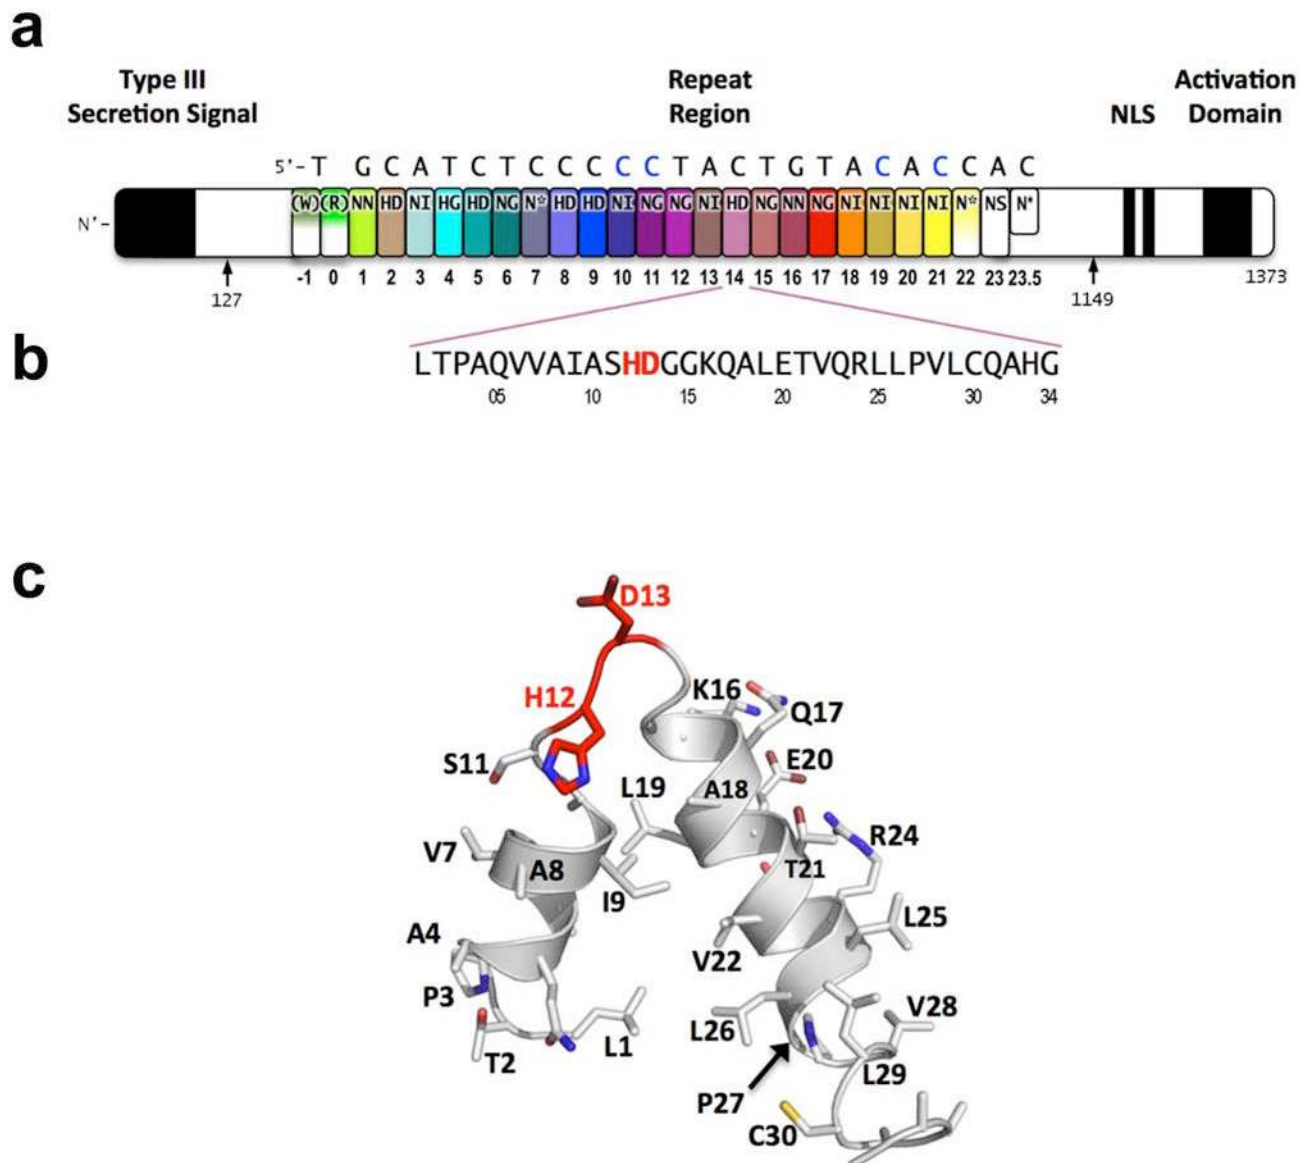 a
Type III
Secretion Signal
Repeat
Region
NLS
Activation
Domain
5'-T G C A T C T C C C C C T A C T G T A C A C C A C
N'-
(W) (R) NN HD NI HG HD NG N* HD HD NI NG NG NI HD NG NN NG NI NI NI NI N* NS N*
-1 0 1 2 3 4 5 6 7 8 9 10 11 12 13 14 15 16 17 18 19 20 21 22 23 23.5
127
1149
1373
b
LTPAQVVAIASHDGGKQALETVQRLLPVLCQAHG
05 10 15 20 25 30 34
c
D13
H12
K16
Q17
S11
E20
L19
A18
R24
V7
A8
T21
I9
L25
A4
V22
P3
V28
L26
T2
L1
L29
P27
C30